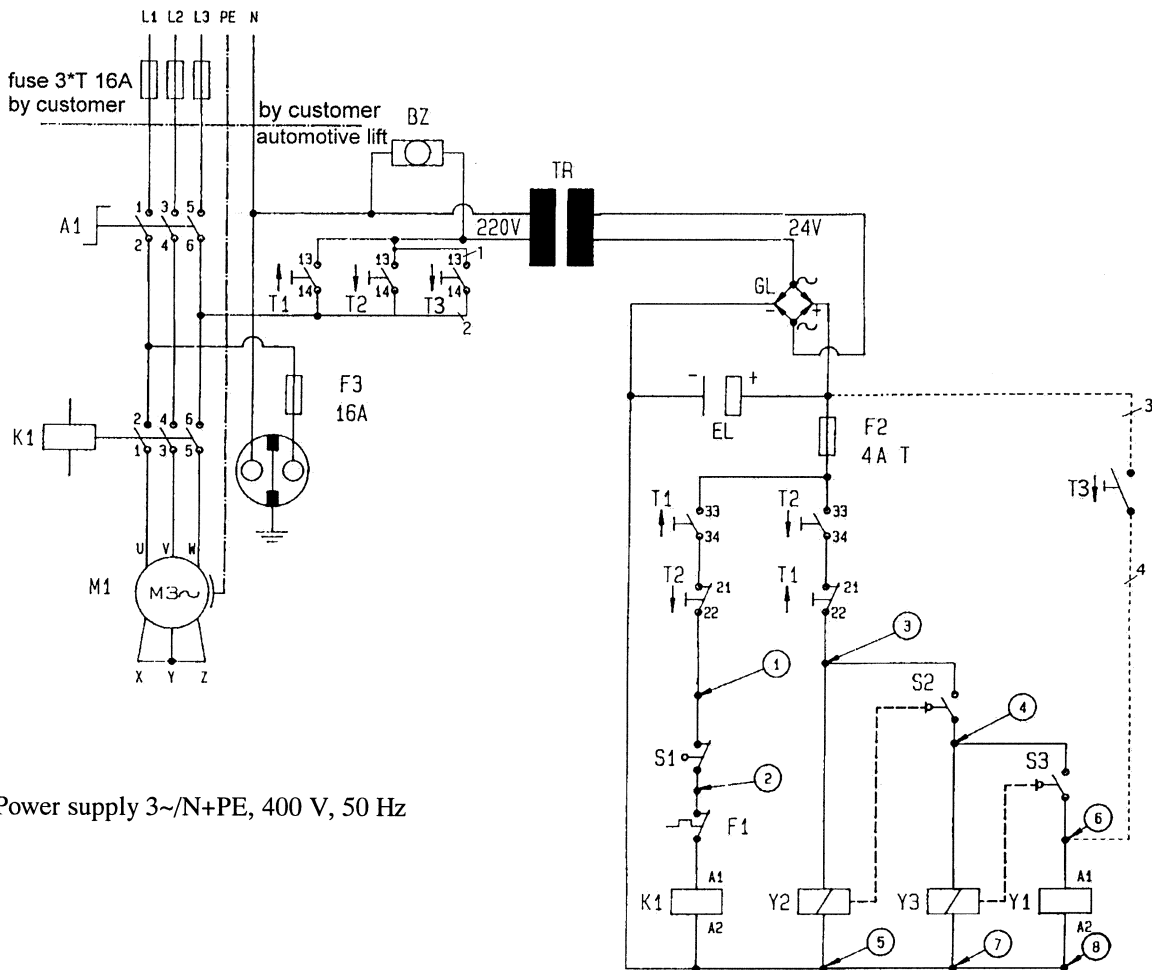 L1 L2 L3 PE N
fuse 3*T 16A
by customer
by customer
automotive lift
BZ
TR
A1
1 3 5
2 4 6
220V
24V
13 13 13
14 14 14
1
T1 T2 T3
2
GL
- +
F3
16A
- +
EL
F2
4A T
3
K1
2 4 6
1 3 5
T3
T1
33
34
T2
33
34
4
T2
21
22
T1
21
22
U V W
M1
M3~
X Y Z
3
1
S2
4
S1
S3
2
6
F1
Power supply 3~/N+PE, 400 V, 50 Hz
K1
A1
A2
Y2
Y3
Y1
A1
A2
5
7
8